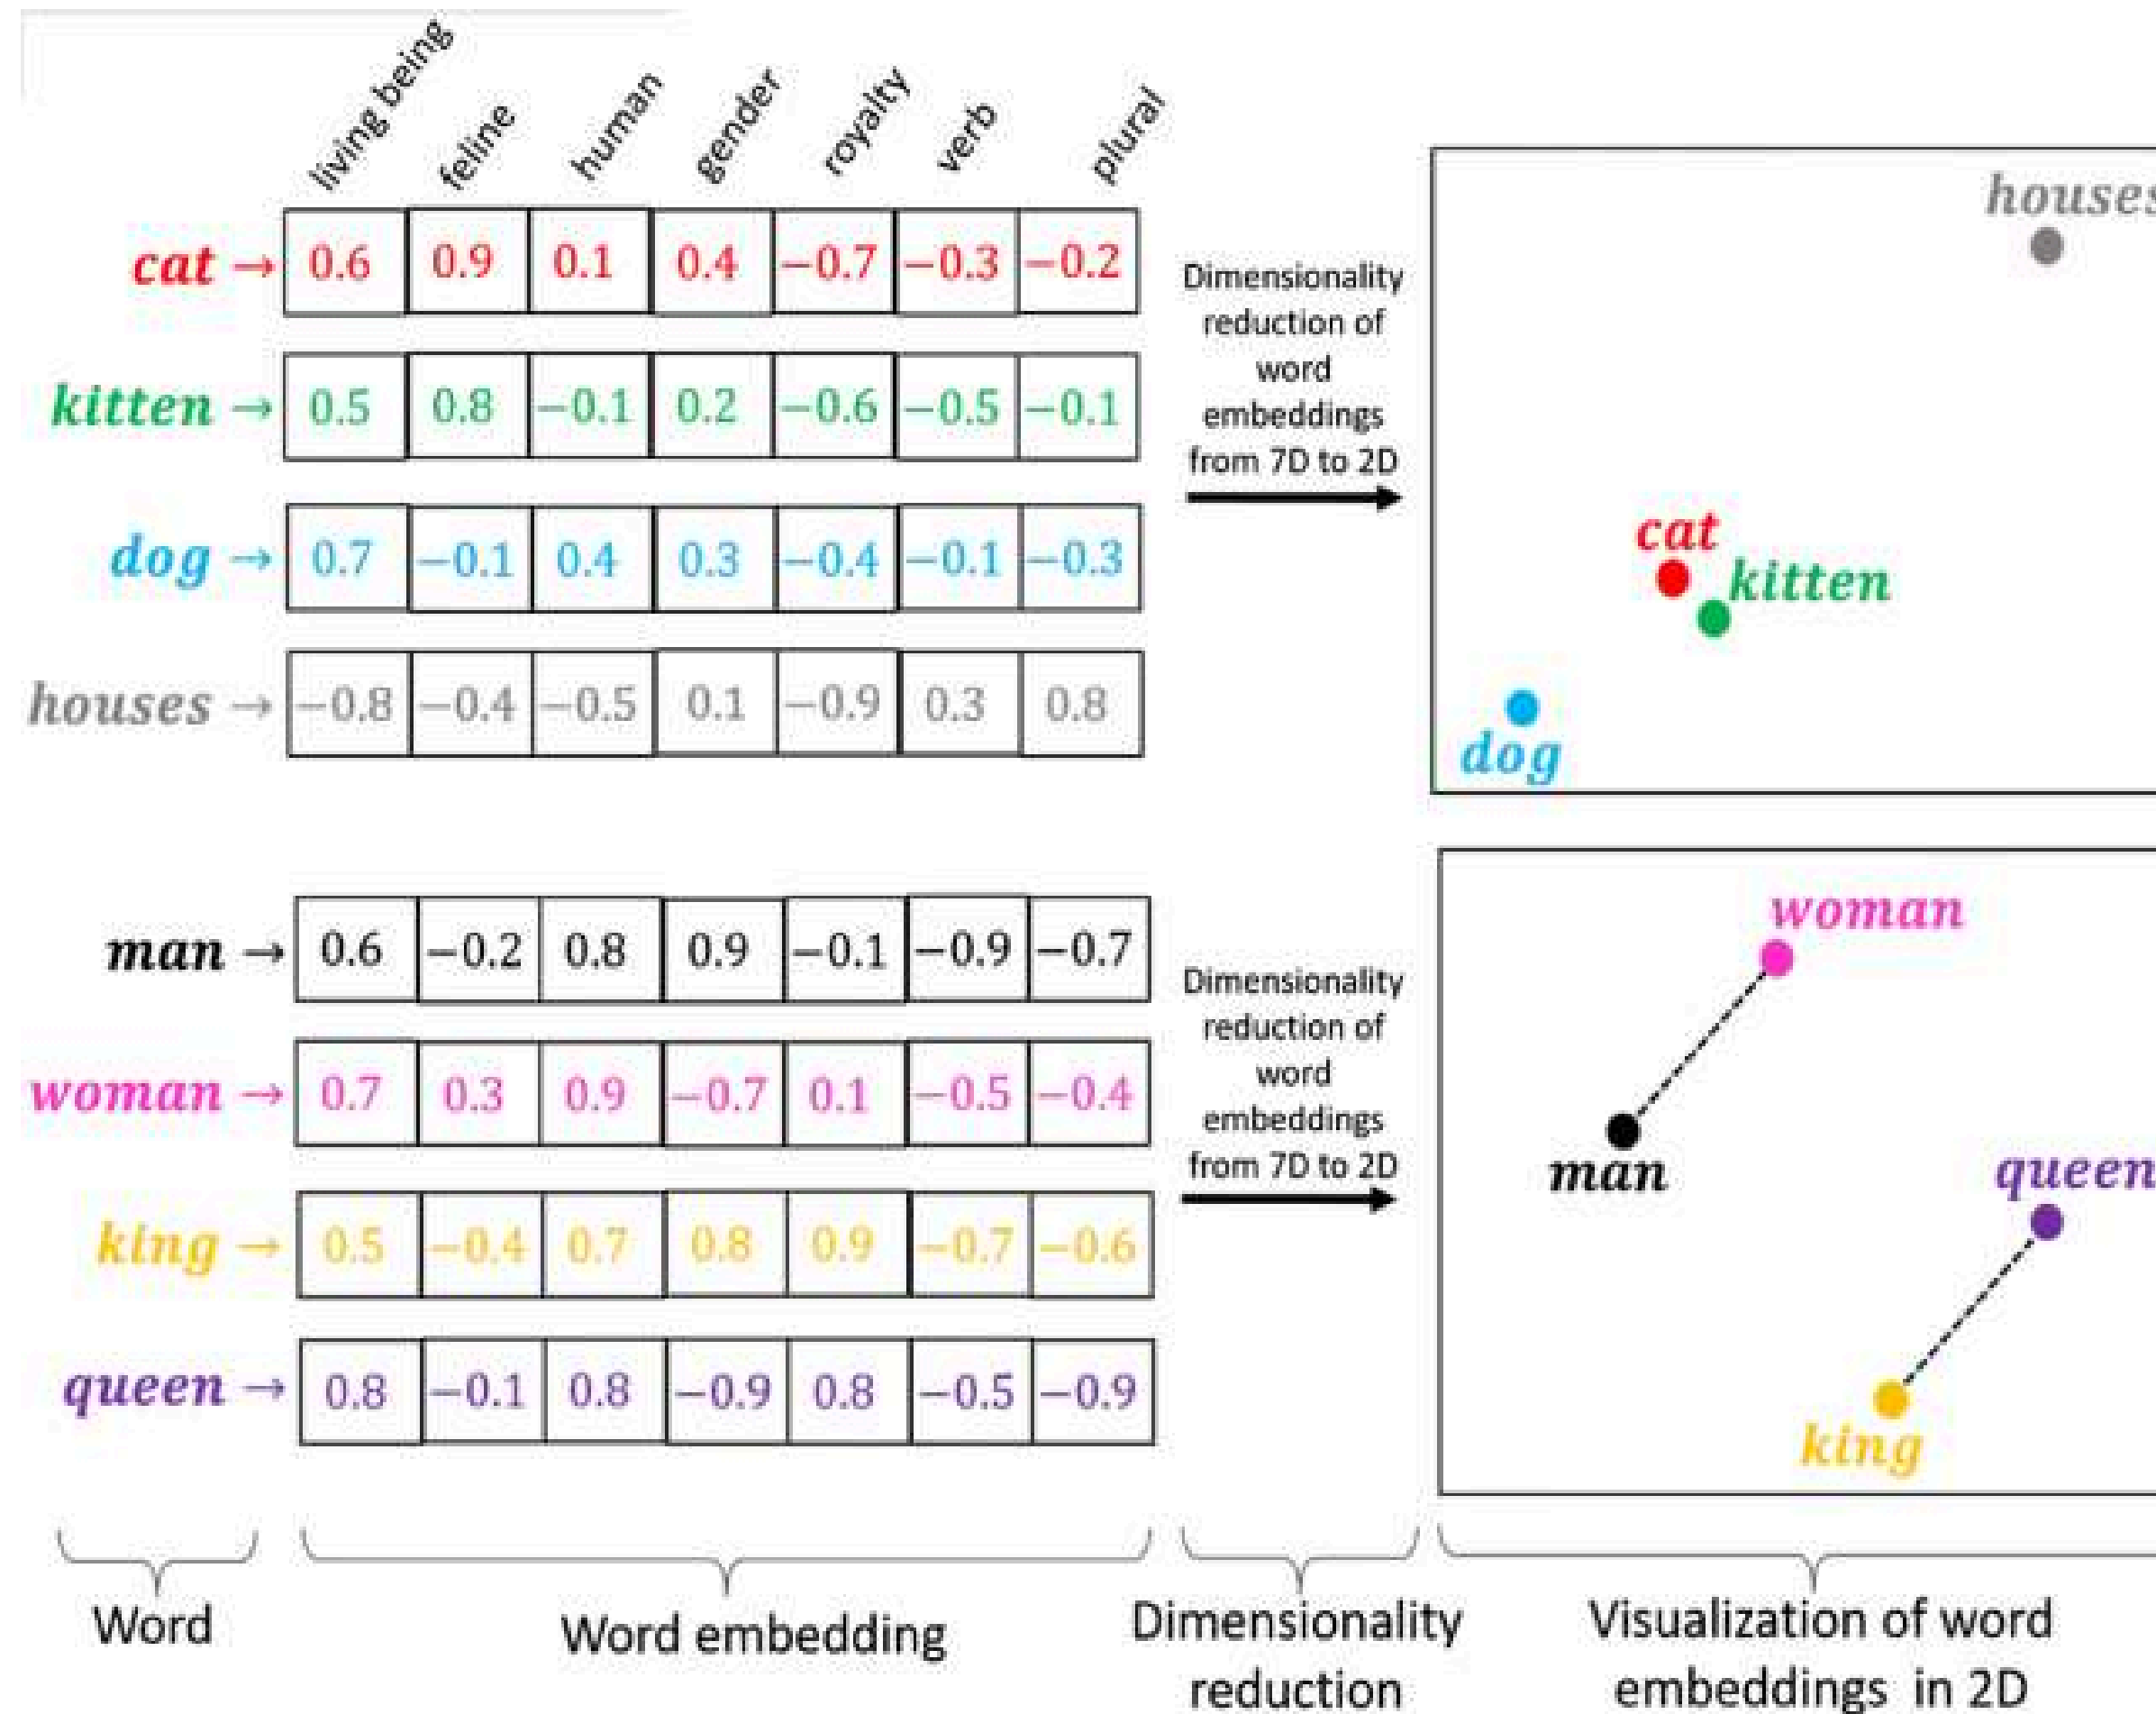 living being feline human gender royalty verb plural
cat → 0.6 0.9 0.1 0.4 −0.7 −0.3 −0.2
kitten → 0.5 0.8 −0.1 0.2 −0.6 −0.5 −0.1
dog → 0.7 −0.1 0.4 0.3 −0.4 −0.1 −0.3
houses → −0.8 −0.4 −0.5 0.1 −0.9 0.3 0.8
Dimensionality
reduction of
word
embeddings
from 7D to 2D
houses
cat
kitten
dog
man → 0.6 −0.2 0.8 0.9 −0.1 −0.9 −0.7
woman → 0.7 0.3 0.9 −0.7 0.1 −0.5 −0.4
king → 0.5 −0.4 0.7 0.8 0.9 −0.7 −0.6
queen → 0.8 −0.1 0.8 −0.9 0.8 −0.5 −0.9
Dimensionality
reduction of
word
embeddings
from 7D to 2D
woman
man
queen
king
Word
Word embedding
Dimensionality
reduction
Visualization of word
embeddings in 2D